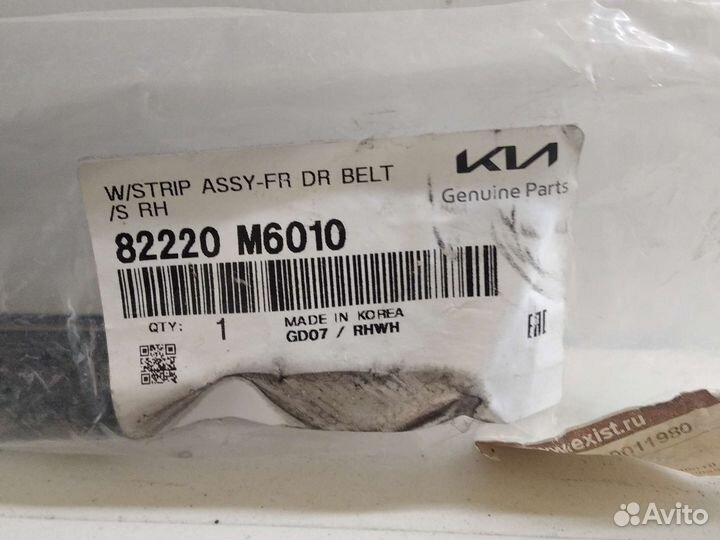 W/STRIP ASSY-FR DR BELT
/S RH
KIA
Genuine Parts
82220 M6010
QTY: 1
MADE IN KOREA
GD07 / RHWH
EAC
www.exist.ru
0011980
Avito